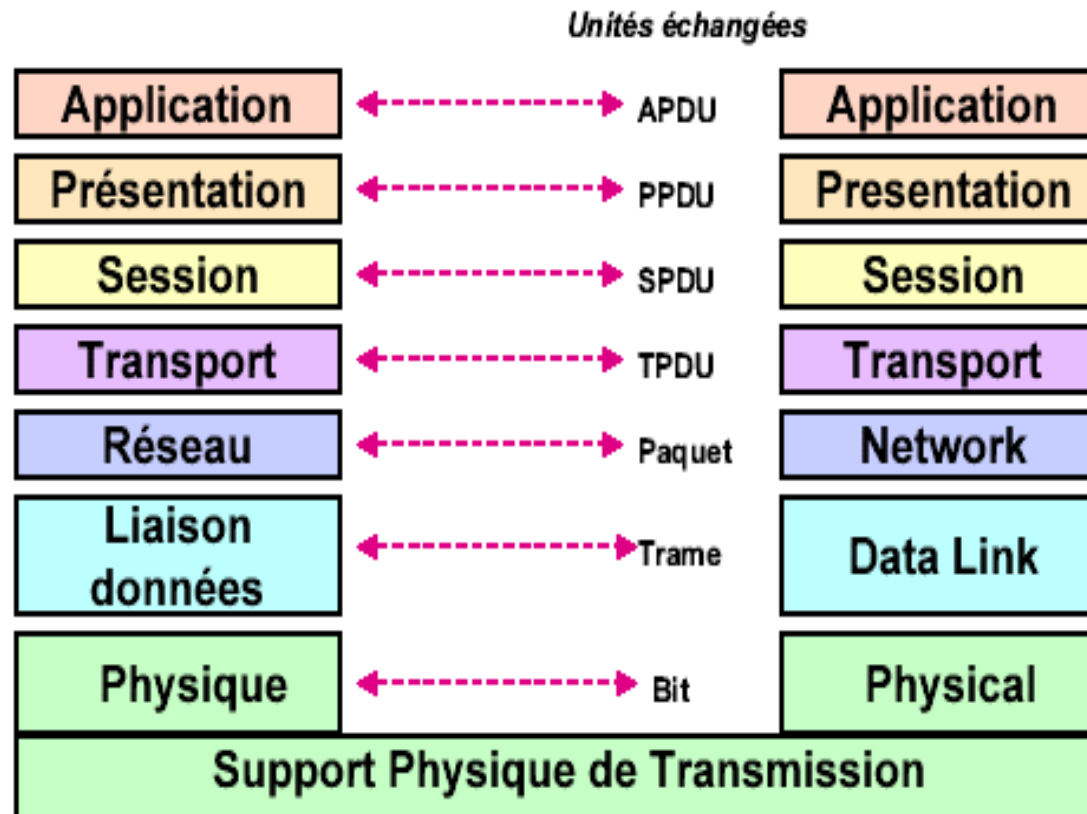 Unités échangées
Application APDU Application
Présentation PPDU Presentation
Session SPDU Session
Transport TPDU Transport
Réseau Paquet Network
Liaison
données Trame Data Link
Physique Bit Physical
Support Physique de Transmission